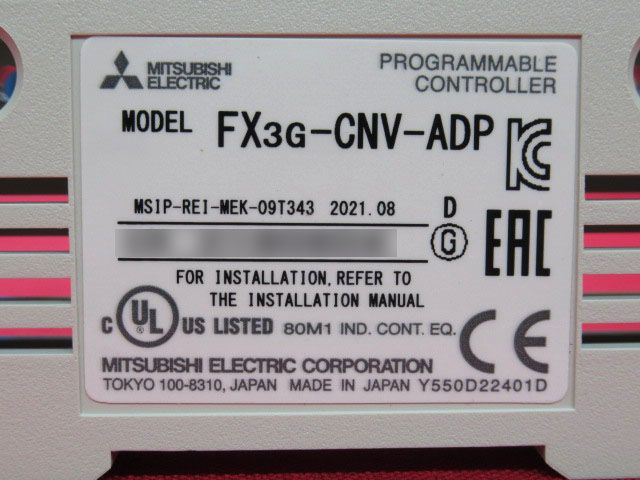 MITSUBISHI
ELECTRIC
PROGRAMMABLE
CONTROLLER
MODEL FX3G-CNV-ADP
MSIP-REI-MEK-09T343 2021.08 D
G
EAC
FOR INSTALLATION, REFER TO
THE INSTALLATION MANUAL
C UL US LISTED 80M1 IND. CONT. EQ.
CE
MITSUBISHI ELECTRIC CORPORATION
TOKYO 100-8310, JAPAN MADE IN JAPAN Y550D22401D